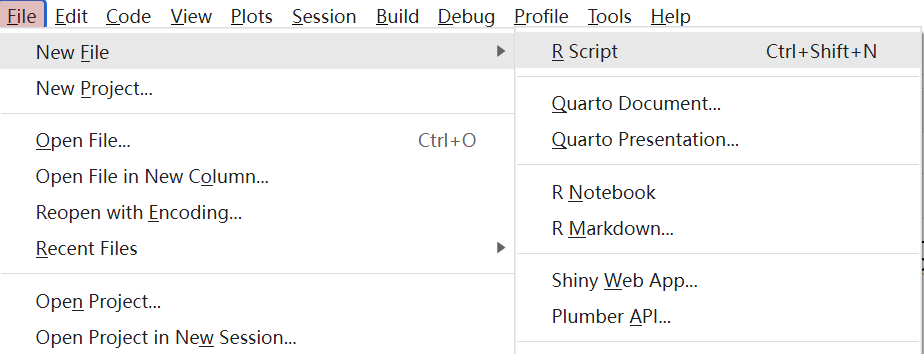 File Edit Code View Plots Session Build Debug Profile Tools Help
New File
New Project...
Open File... Ctrl+O
Open File in New Column...
Reopen with Encoding...
Recent Files
Open Project...
Open Project in New Session...
R Script Ctrl+Shift+N
Quarto Document...
Quarto Presentation...
R Notebook
R Markdown...
Shiny Web App...
Plumber API...